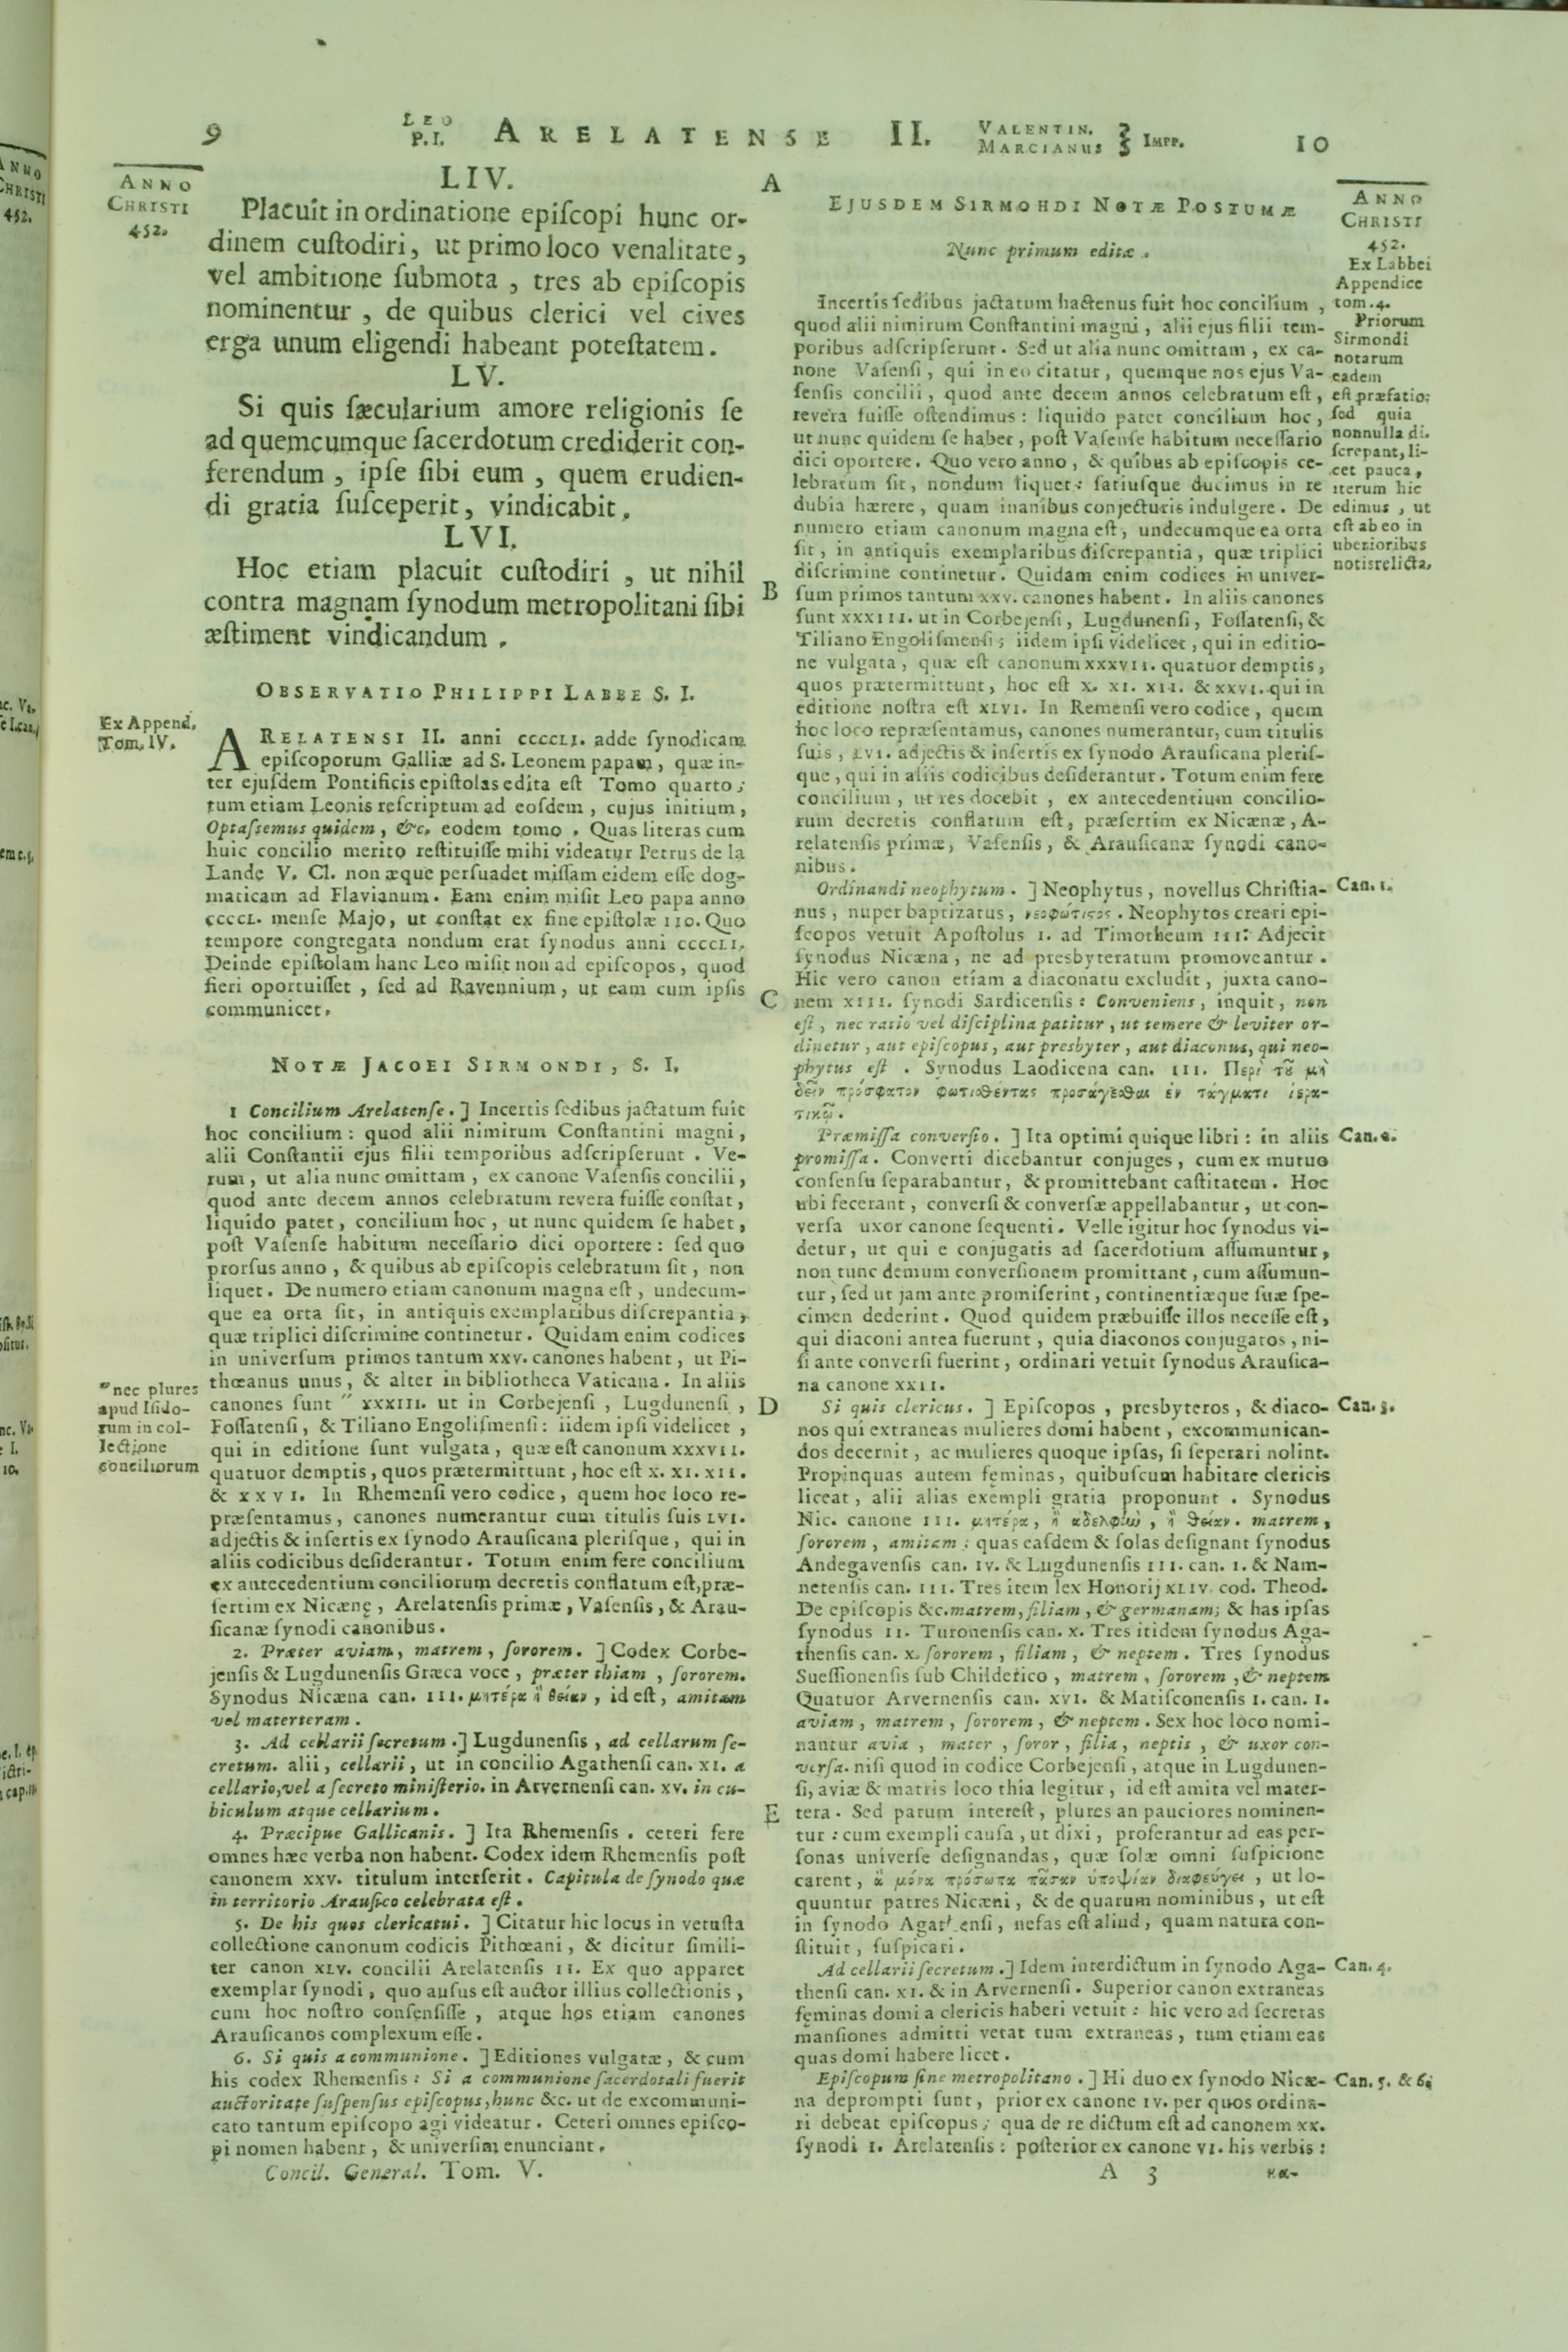 9
LEO
P.I.
ARELATENSE II.
VALENTIN.
MARCIANUS
IMPP.
10
ANNO
CHRISTI
452.
LIV.
Placuit in ordinatione epiſcopi hunc or-
dinem cuſtodiri, ut primo loco venalitate,
vel ambitione ſubmota, tres ab epiſcopis
nominentur, de quibus clerici vel cives
erga unum eligendi habeant poteſtatem.
LV.
Si quis ſæcularium amore religionis ſe
ad quemcumque ſacerdotum crediderit con-
ferendum, ipſe ſibi eum, quem erudien-
di gratia ſuſceperit, vindicabit.
LVI.
Hoc etiam placuit cuſtodiri, ut nihil
contra magnam ſynodum metropolitani ſibi
æſtiment vindicandum.
OBSERVATIO PHILIPPI LABBE S. I.
Ex Append.
Tom. IV.
ARELATENSI II. anni CCCCLI. adde ſynodicam
epiſcoporum Galliæ ad S. Leonem papam, quæ in-
ter ejuſdem Pontificis epiſtolas edita eſt Tomo quarto;
tum etiam Leonis reſcriptum ad eoſdem, cujus initium,
Optaſsemus quidem, &c. eodem tomo. Quas literas cum
huic concilio merito reſtituiſſe mihi videatur Petrus de la
Lande V. Cl. non æque perſuadet miſſam eidem eſſe dog-
maticam ad Flavianum. Eam enim miſit Leo papa anno
CCCCL. menſe Majo, ut conſtat ex fine epiſtolæ 110. Quo
tempore congregata nondum erat ſynodus anni CCCCLI.
Deinde epiſtolam hanc Leo miſit non ad epiſcopos, quod
fieri oportuiſſet, ſed ad Ravennium, ut eam cum ipſis
communicet.
NOTÆ JACOEI SIRMONDI, S. I.
1 Concilium Arelatenſe.] Incertis ſedibus jactatum fuit
hoc concilium: quod alii nimirum Conſtantini magni,
alii Conſtantii ejus filii temporibus adſcripſerunt. Ve-
rum, ut alia nunc omittam, ex canone Vaſenſis concilii,
quod ante decem annos celebratum revera fuiſſe conſtat,
liquido patet, concilium hoc, ut nunc quidem ſe habet,
poſt Vaſenſe habitum neceſſario dici oportere: ſed quo
prorſus anno, & quibus ab epiſcopis celebratum ſit, non
liquet. De numero etiam canonum magna eſt, undecum-
que ea orta ſit, in antiquis exemplaribus diſcrepantia,
quæ triplici diſcrimine continetur. Quidam enim codices
in univerſum primos tantum XXV. canones habent, ut Pi-
thœanus unus, & alter in bibliotheca Vaticana. In aliis
canones ſunt " XXXIII. ut in Corbejenſi, Lugdunenſi,
Foſſatenſi, & Tiliano Engoliſmenſi: iidem ipſi videlicet,
qui in editione ſunt vulgata, quæ eſt canonum XXXVII.
quatuor demptis, quos prætermittunt, hoc eſt X. XI. XII.
& XXVI. In Rhemenſi vero codice, quem hoc loco re-
præſentamus, canones numerantur cum titulis ſuis LVI.
adjectis & inſertis ex ſynodo Arauſicana pleriſque, qui in
aliis codicibus deſiderantur. Totum enim fere concilium
ex antecedentium conciliorum decretis conflatum eſt, præ-
ſertim ex Nicænę, Arelatenſis primæ, Vaſenſis, & Arau-
ſicanæ ſynodi canonibus.
"nec plures
apud Iſido-
rum in col-
lectione
conciliorum
2. Præter aviam, matrem, ſororem.] Codex Corbe-
jenſis & Lugdunenſis Græca voce, præter thiam, ſororem.
Synodus Nicæna can. III. μητέρα ἢ θείαν, id eſt, amitam
vel materteram.
3. Ad cellarii ſecretum.] Lugdunenſis, ad cellarum ſe-
cretum. alii, cellarii, ut in concilio Agathenſi can. XI. a
cellario, vel a ſecreto miniſterio. in Arvernenſi can. XV. in cu-
biculum atque cellarium.
4. Præcipue Gallicanis.] Ita Rhemenſis. ceteri fere
omnes hæc verba non habent. Codex idem Rhemenſis poſt
canonem XXV. titulum interſerit. Capitula de ſynodo quæ
in territorio Arauſico celebrata eſt.
5. De his quos clericatui.] Citatur hic locus in vetuſta
collectione canonum codicis Pithœani, & dicitur ſimili-
ter canon XLV. concilii Arelatenſis II. Ex quo apparet
exemplar ſynodi, quo auſus eſt auctor illius collectionis,
cum hoc noſtro conſenſiſſe, atque hos etiam canones
Arauſicanos complexum eſſe.
6. Si quis a communione.] Editiones vulgatæ, & cum
his codex Rhemenſis: Si a communione ſacerdotali fuerit
auctoritate ſuſpenſus epiſcopus, hunc &c. ut de excommuni-
cato tantum epiſcopo agi videatur. Ceteri omnes epiſco-
pi nomen habent, & univerſim enunciant.
Concil. General. Tom. V.
A
B
C
D
E
EJUSDEM SIRMOHDI NOTÆ POSTUMÆ
Nunc primum editæ.
Incertis ſedibus jactatum hactenus fuit hoc concilium,
quod alii nimirum Conſtantini magni, alii ejus filii tem-
poribus adſcripſerunt. Sed ut alia nunc omittam, ex ca-
none Vaſenſi, qui in eo citatur, quemque nos ejus Va-
ſenſis concilii, quod ante decem annos celebratum eſt,
revera fuiſſe oſtendimus: liquido patet concilium hoc,
ut nunc quidem ſe habet, poſt Vaſenſe habitum neceſſario
dici oportere. Quo vero anno, & quibus ab epiſcopis ce-
lebratum ſit, nondum liquet: ſatiuſque ducimus in re
dubia hærere, quam inanibus conjecturis indulgere. De
numero etiam canonum magna eſt, undecumque ea orta
ſit, in antiquis exemplaribus diſcrepantia, quæ triplici
diſcrimine continetur. Quidam enim codices in univer-
ſum primos tantum XXV. canones habent. In aliis canones
ſunt XXXIII. ut in Corbejenſi, Lugdunenſi, Foſſatenſi, &
Tiliano Engoliſmenſi; iidem ipſi videlicet, qui in editio-
ne vulgata, quæ eſt canonum XXXVII. quatuor demptis,
quos prætermittunt, hoc eſt X. XI. XII. & XXVI. qui in
editione noſtra eſt XLVI. In Remenſi vero codice, quem
hoc loco repræſentamus, canones numerantur, cum titulis
ſuis, LVI. adjectis & inſertis ex ſynodo Arauſicana pleriſ-
que, qui in aliis codicibus deſiderantur. Totum enim fere
concilium, ut res docebit, ex antecedentium concilio-
rum decretis conflatum eſt, præſertim ex Nicænæ, A-
relatenſis primæ, Vaſenſis, & Arauſicanæ ſynodi cano-
nibus.
ANNO
CHRISTI
452.
Ex Labbei
Appendice
tom. 4.
Priorum
Sirmondi
notarum
eadem
eſt præfatio:
ſed quia
nonnulla di.
ſcrepant, li-
cet pauca,
iterum hic
edimus, ut
eſt ab eo in
uberioribus
notis relicta,
Ordinandi neophytum.] Neophytus, novellus Chriſtia-
nus, nuper baptizatus, νεοφώτιϛος. Neophytos creari epi-
ſcopos vetuit Apoſtolus I. ad Timotheum III: Adjecit
ſynodus Nicæna, ne ad presbyteratum promoveantur.
Hic vero canon etiam a diaconatu excludit, juxta cano-
nem XIII. ſynodi Sardicenſis: Conveniens, inquit, non
eſt, nec ratio vel diſciplina patitur, ut temere & leviter or-
dinetur, aut epiſcopus, aut presbyter, aut diaconus, qui neo-
phytus eſt. Synodus Laodicena can. III. Περὶ τοῦ μὴ
δεῖν πρόσφατον φωτισθέντας προσάγεσθαι ἐν τάγματι ἱερα-
τικῷ.
Can. 1.
Præmiſſa converſio.] Ita optimi quique libri: in aliis
promiſſa. Converti dicebantur conjuges, cum ex mutuo
conſenſu ſeparabantur, & promittebant caſtitatem. Hoc
ubi fecerant, converſi & converſæ appellabantur, ut con-
verſa uxor canone ſequenti. Velle igitur hoc ſynodus vi-
detur, ut qui e conjugatis ad ſacerdotium aſſumuntur,
non tunc demum converſionem promittant, cum aſſumun-
tur, ſed ut jam ante promiſerint, continentiæque ſuæ ſpe-
cimen dederint. Quod quidem præbuiſſe illos neceſſe eſt,
qui diaconi antea fuerunt, quia diaconos conjugatos, ni-
ſi ante converſi fuerint, ordinari vetuit ſynodus Arauſica-
na canone XXII.
Si quis clericus.] Epiſcopos, presbyteros, & diaco-
nos qui extraneas mulieres domi habent, excommunican-
dos decernit, ac mulieres quoque ipſas, ſi ſeperari nolint.
Propinquas autem feminas, quibuſcum habitare clericis
liceat, alii alias exempli gratia proponunt. Synodus
Nic. canone III. μητέρα, ἢ ἀδελφὴν, ἢ θείαν. matrem,
ſororem, amitam: quas eaſdem & ſolas deſignant ſynodus
Andegavenſis can. IV. & Lugdunenſis III. can. I. & Nam-
netenſis can. III. Tres item lex Honorij XLIV. cod. Theod.
De epiſcopis &c. matrem, filiam, & germanam; & has ipſas
ſynodus II. Turonenſis can. X. Tres itidem ſynodus Aga-
thenſis can. X. ſororem, filiam, & neptem. Tres ſynodus
Sueſſionenſis ſub Childerico, matrem, ſororem, & neptem
Quatuor Arvernenſis can. XVI. & Matiſconenſis I. can. I.
aviam, matrem, ſororem, & neptem. Sex hoc loco nomi-
nantur avia, mater, ſoror, filia, neptis, & uxor con-
verſa. niſi quod in codice Corbejenſi, atque in Lugdunen-
ſi, aviæ & matris loco thia legitur, id eſt amita vel mater-
tera. Sed parum intereſt, plures an pauciores nominen-
tur: cum exempli cauſa, ut dixi, proferantur ad eas per-
ſonas univerſe deſignandas, quæ ſolæ omni ſuſpicione
carent, ἃ μόνα πρόσωπα πᾶσαν ὑποψίαν διαφεύγει, ut lo-
quuntur patres Nicæni, & de quarum nominibus, ut eſt
in ſynodo Agathenſi, nefas eſt aliud, quam natura con-
ſtituit, ſuſpicari.
Can. 3.
Ad cellarii ſecretum.] Idem interdictum in ſynodo Aga-
thenſi can. XI. & in Arvernenſi. Superior canon extraneas
feminas domi a clericis haberi vetuit: hic vero ad ſecretas
manſiones admitti vetat tum extraneas, tum etiam eas
quas domi habere licet.
Can. 4.
Epiſcopum ſine metropolitano.] Hi duo ex ſynodo Nicæ-
na deprompti ſunt, prior ex canone IV. per quos ordina-
ri debeat epiſcopus; qua de re dictum eſt ad canonem XX.
ſynodi I. Arelatenſis: poſterior ex canone VI. his verbis:
Can. 5. & 6.
A 3
κα-